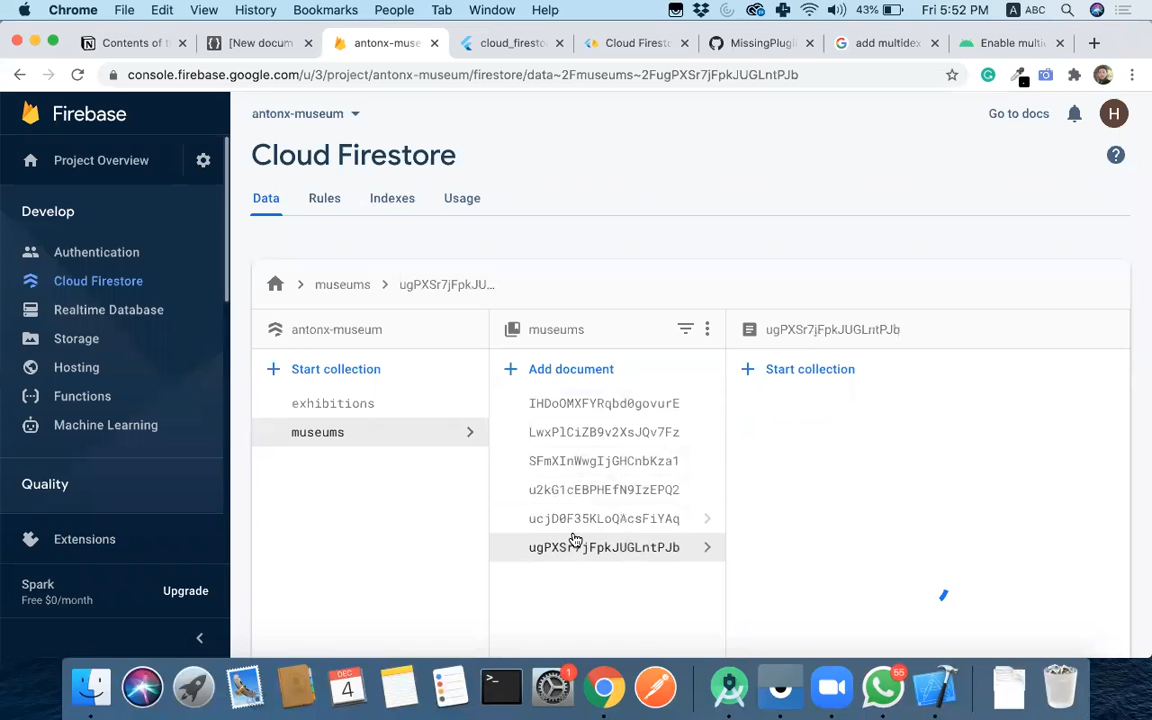 Chrome File Edit View History Bookmarks People Tab Window Help 43% Fri 5:52 PM A ABC
Contents of t
[New docum
antonx-muse
cloud_firesto
Cloud Firest
MissingPlugi
add multidex
Enable multi
console.firebase.google.com/u/3/project/antonx-museum/firestore/data~2Fmuseums~2FugPXSr7jFpkJUGLntPJb
Firebase
antonx-museum
Go to docs
H
Project Overview
Cloud Firestore
Data Rules Indexes Usage
Develop
Authentication
Cloud Firestore
Realtime Database
Storage
Hosting
Functions
Machine Learning
Quality
Extensions
Spark
Free $0/month
Upgrade
museums
ugPXSr7jFpkJU...
antonx-museum
museums
ugPXSr7jFpkJUGLntPJb
Start collection
Add document
Start collection
exhibitions
museums
IHDoOMXFYRqbd0govurE
LwxPlCiZB9v2XsJQv7Fz
SFmXInWwgIjGHCnbKza1
u2kG1cEBPHEfN9IzEPQ2
ucjD0F35KLoQAcsFiYAq
ugPXSr7jFpkJUGLntPJb
DEC
4
1
65